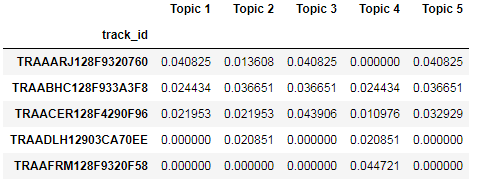 Topic 1 Topic 2 Topic 3 Topic 4 Topic 5
track_id
TRAAARJ128F9320760 0.040825 0.013608 0.040825 0.000000 0.040825
TRAABHC128F933A3F8 0.024434 0.036651 0.036651 0.024434 0.036651
TRAACER128F4290F96 0.021953 0.021953 0.043906 0.010976 0.032929
TRAADLH12903CA70EE 0.000000 0.020851 0.000000 0.020851 0.000000
TRAAFRM128F9320F58 0.000000 0.000000 0.000000 0.044721 0.000000